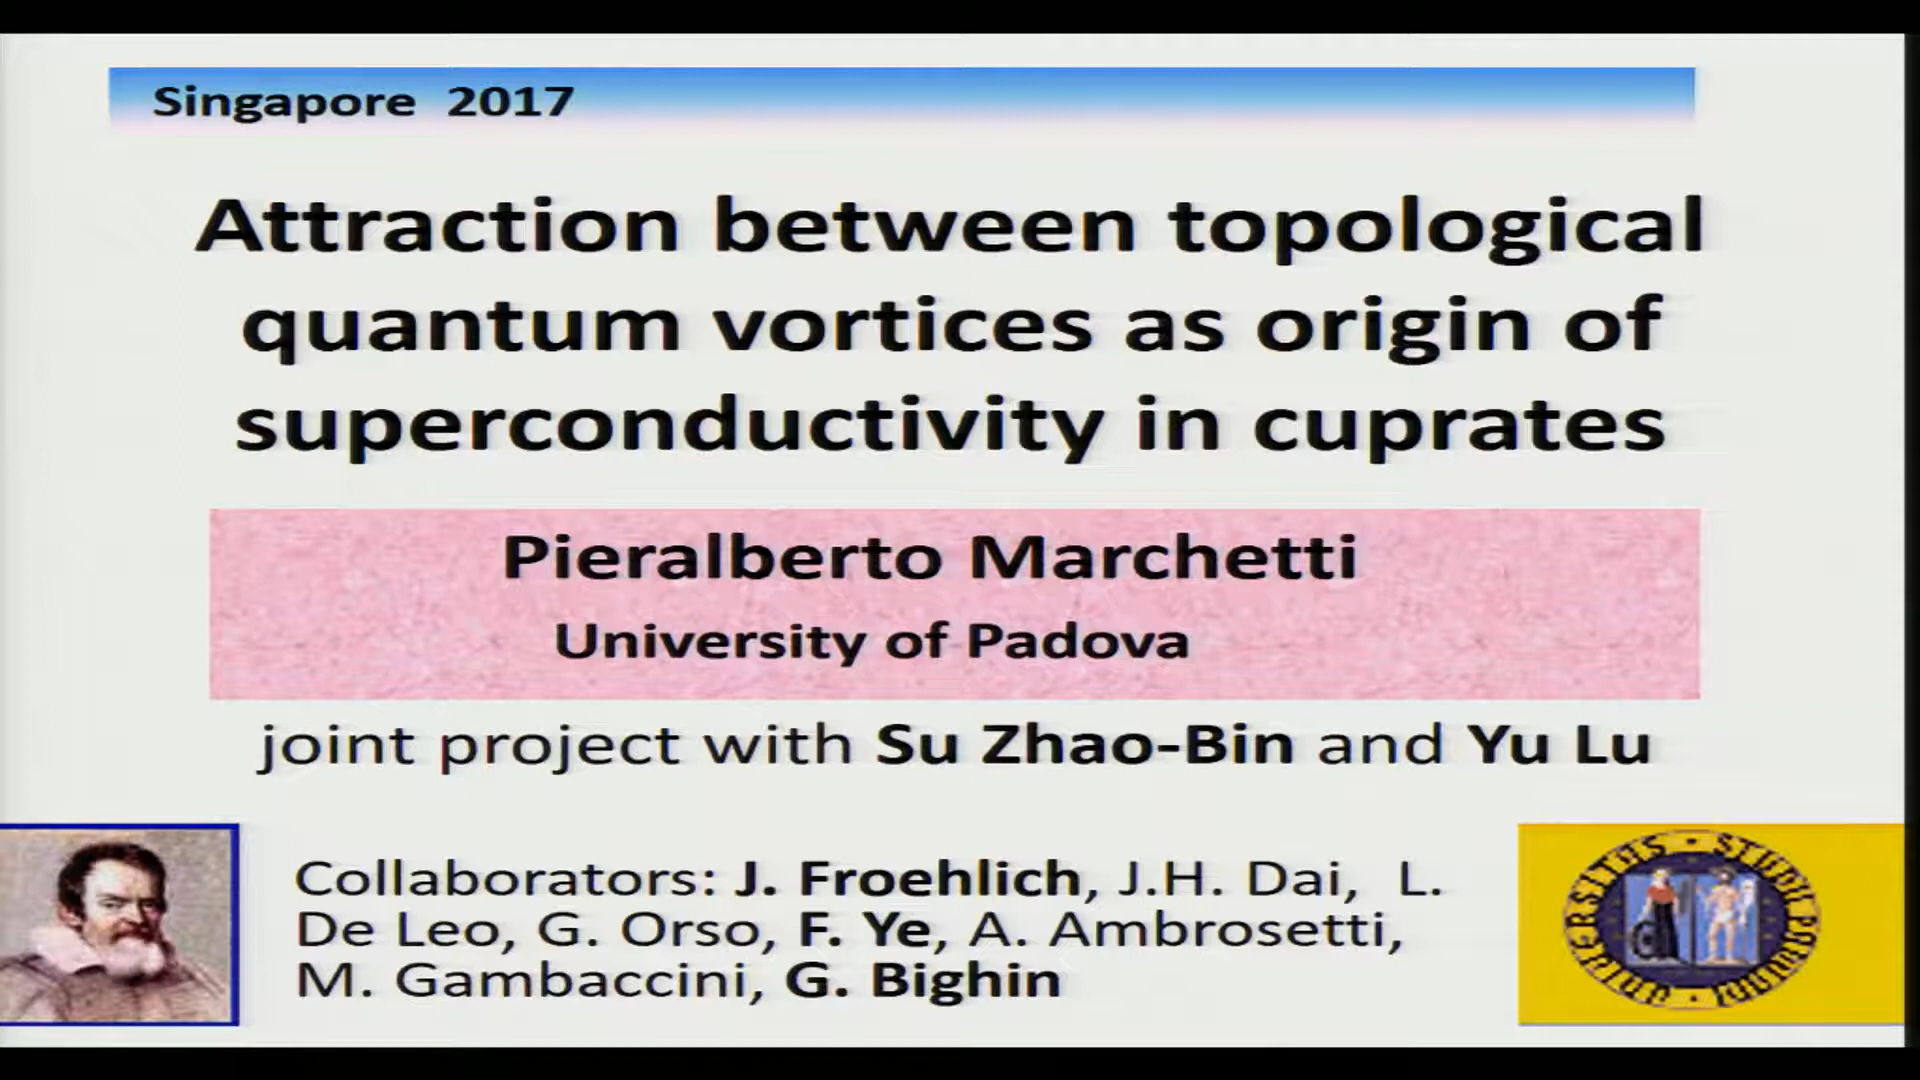 Singapore 2017
Attraction between topological
quantum vortices as origin of
superconductivity in cuprates
Pieralberto Marchetti
University of Padova
joint project with Su Zhao-Bin and Yu Lu
Collaborators: J. Froehlich, J.H. Dai, L.
De Leo, G. Orso, F. Ye, A. Ambrosetti,
M. Gambaccini, G. Bighin